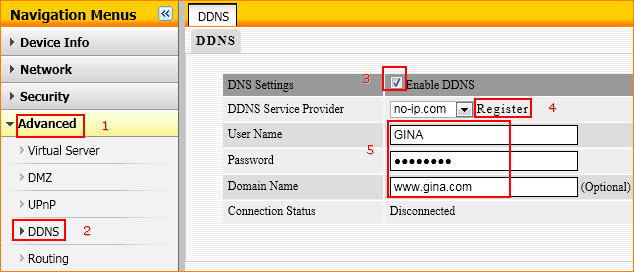 Navigation Menus
Device Info
Network
Security
Advanced 1
Virtual Server
DMZ
UPnP
DDNS 2
Routing
DDNS
DDNS
DNS Settings 3 Enable DDNS
DDNS Service Provider no-ip.com Register 4
User Name GINA
5
Password ●●●●●●●●
Domain Name www.gina.com (Optional)
Connection Status Disconnected